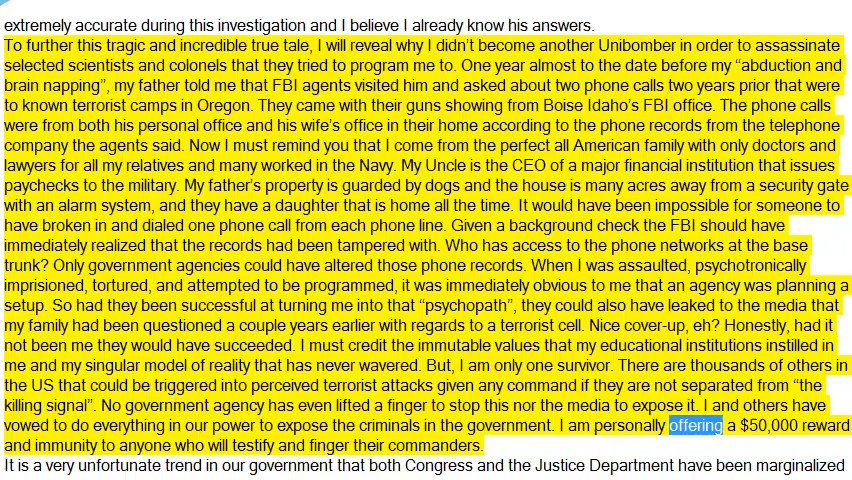 extremely accurate during this investigation and I believe I already know his answers.
To further this tragic and incredible true tale, I will reveal why I didn’t become another Unibomber in order to assassinate
selected scientists and colonels that they tried to program me to. One year almost to the date before my “abduction and
brain napping”, my father told me that FBI agents visited him and asked about two phone calls two years prior that were
to known terrorist camps in Oregon. They came with their guns showing from Boise Idaho’s FBI office. The phone calls
were from both his personal office and his wife’s office in their home according to the phone records from the telephone
company the agents said. Now I must remind you that I come from the perfect all American family with only doctors and
lawyers for all my relatives and many worked in the Navy. My Uncle is the CEO of a major financial institution that issues
paychecks to the military. My father’s property is guarded by dogs and the house is many acres away from a security gate
with an alarm system, and they have a daughter that is home all the time. It would have been impossible for someone to
have broken in and dialed one phone call from each phone line. Given a background check the FBI should have
immediately realized that the records had been tampered with. Who has access to the phone networks at the base
trunk? Only government agencies could have altered those phone records. When I was assaulted, psychotronically
imprisioned, tortured, and attempted to be programmed, it was immediately obvious to me that an agency was planning a
setup. So had they been successful at turning me into that “psychopath”, they could also have leaked to the media that
my family had been questioned a couple years earlier with regards to a terrorist cell. Nice cover-up, eh? Honestly, had it
not been me they would have succeeded. I must credit the immutable values that my educational institutions instilled in
me and my singular model of reality that has never wavered. But, I am only one survivor. There are thousands of others in
the US that could be triggered into perceived terrorist attacks given any command if they are not separated from “the
killing signal”. No government agency has even lifted a finger to stop this nor the media to expose it. I and others have
vowed to do everything in our power to expose the criminals in the government. I am personally offering a $50,000 reward
and immunity to anyone who will testify and finger their commanders.
It is a very unfortunate trend in our government that both Congress and the Justice Department have been marginalized